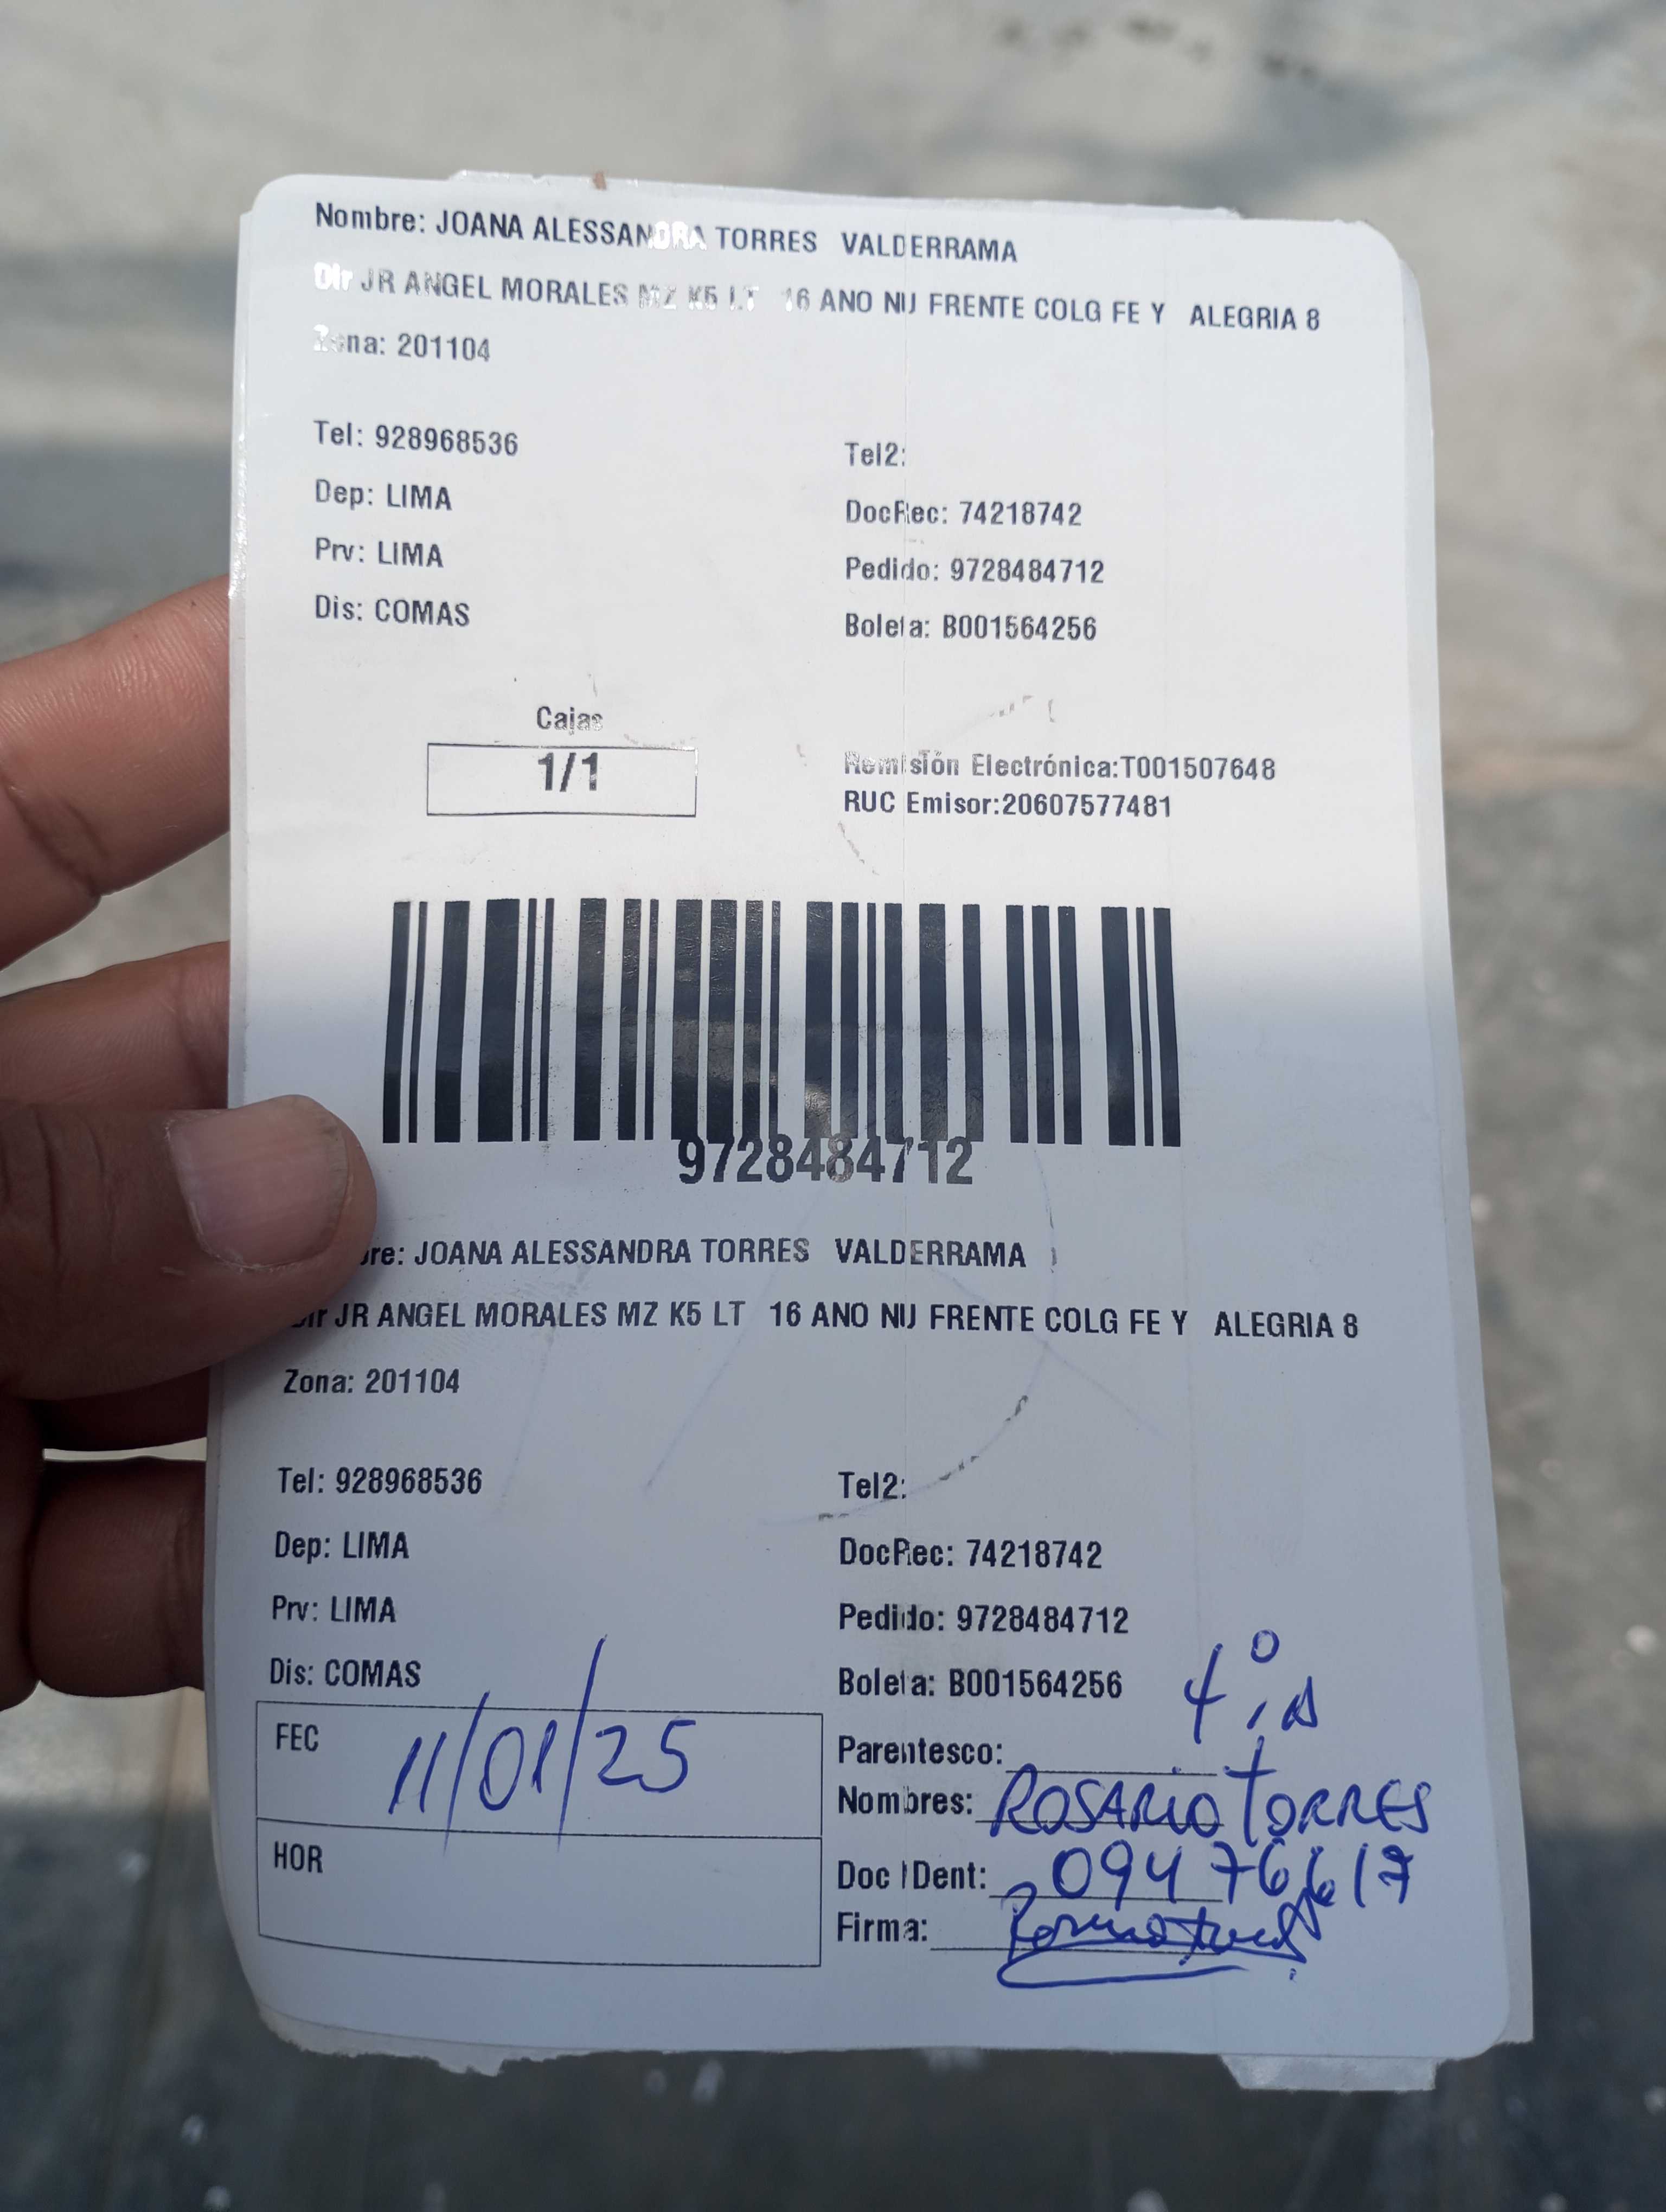 Nombre: JOANA ALESSANDRA TORRES VALDERRAMA
Dir JR ANGEL MORALES MZ K5 LT 16 ANO NU FRENTE COLG FE Y ALEGRIA 8
Zona: 201104
Tel: 928968536 Tel2:
Dep: LIMA DocRec: 74218742
Prv: LIMA Pedido: 9728484712
Dis: COMAS Boleta: B001564256
Cajas
1/1
Remisión Electrónica:T001507648
RUC Emisor:20607577481
9728484712
re: JOANA ALESSANDRA TORRES VALDERRAMA
Dir JR ANGEL MORALES MZ K5 LT 16 ANO NU FRENTE COLG FE Y ALEGRIA 8
Zona: 201104
Tel: 928968536 Tel2:
Dep: LIMA DocRec: 74218742
Prv: LIMA Pedido: 9728484712
Dis: COMAS Boleta: B001564256
FEC 11/01/25
Parentesco:
Nombres: ROSARIO TORRES
HOR
Doc IDent: 09476617
Firma: